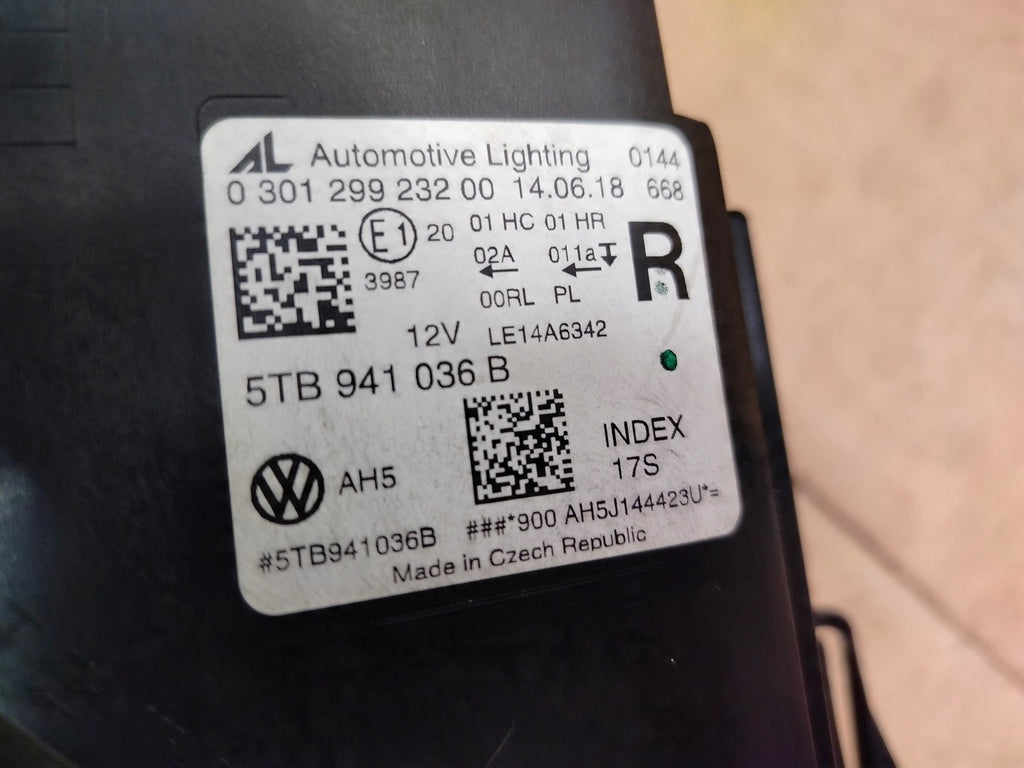 AL Automotive Lighting 0144
0 301 299 232 00 14.06.18 668
E1 20 01 HC 01 HR R
02A 011a
3987
00RL PL
12V LE14A6342
5TB 941 036 B
INDEX
17S
VW AH5
#5TB941036B ###*900 AH5J144423U*=
Made in Czech Republic